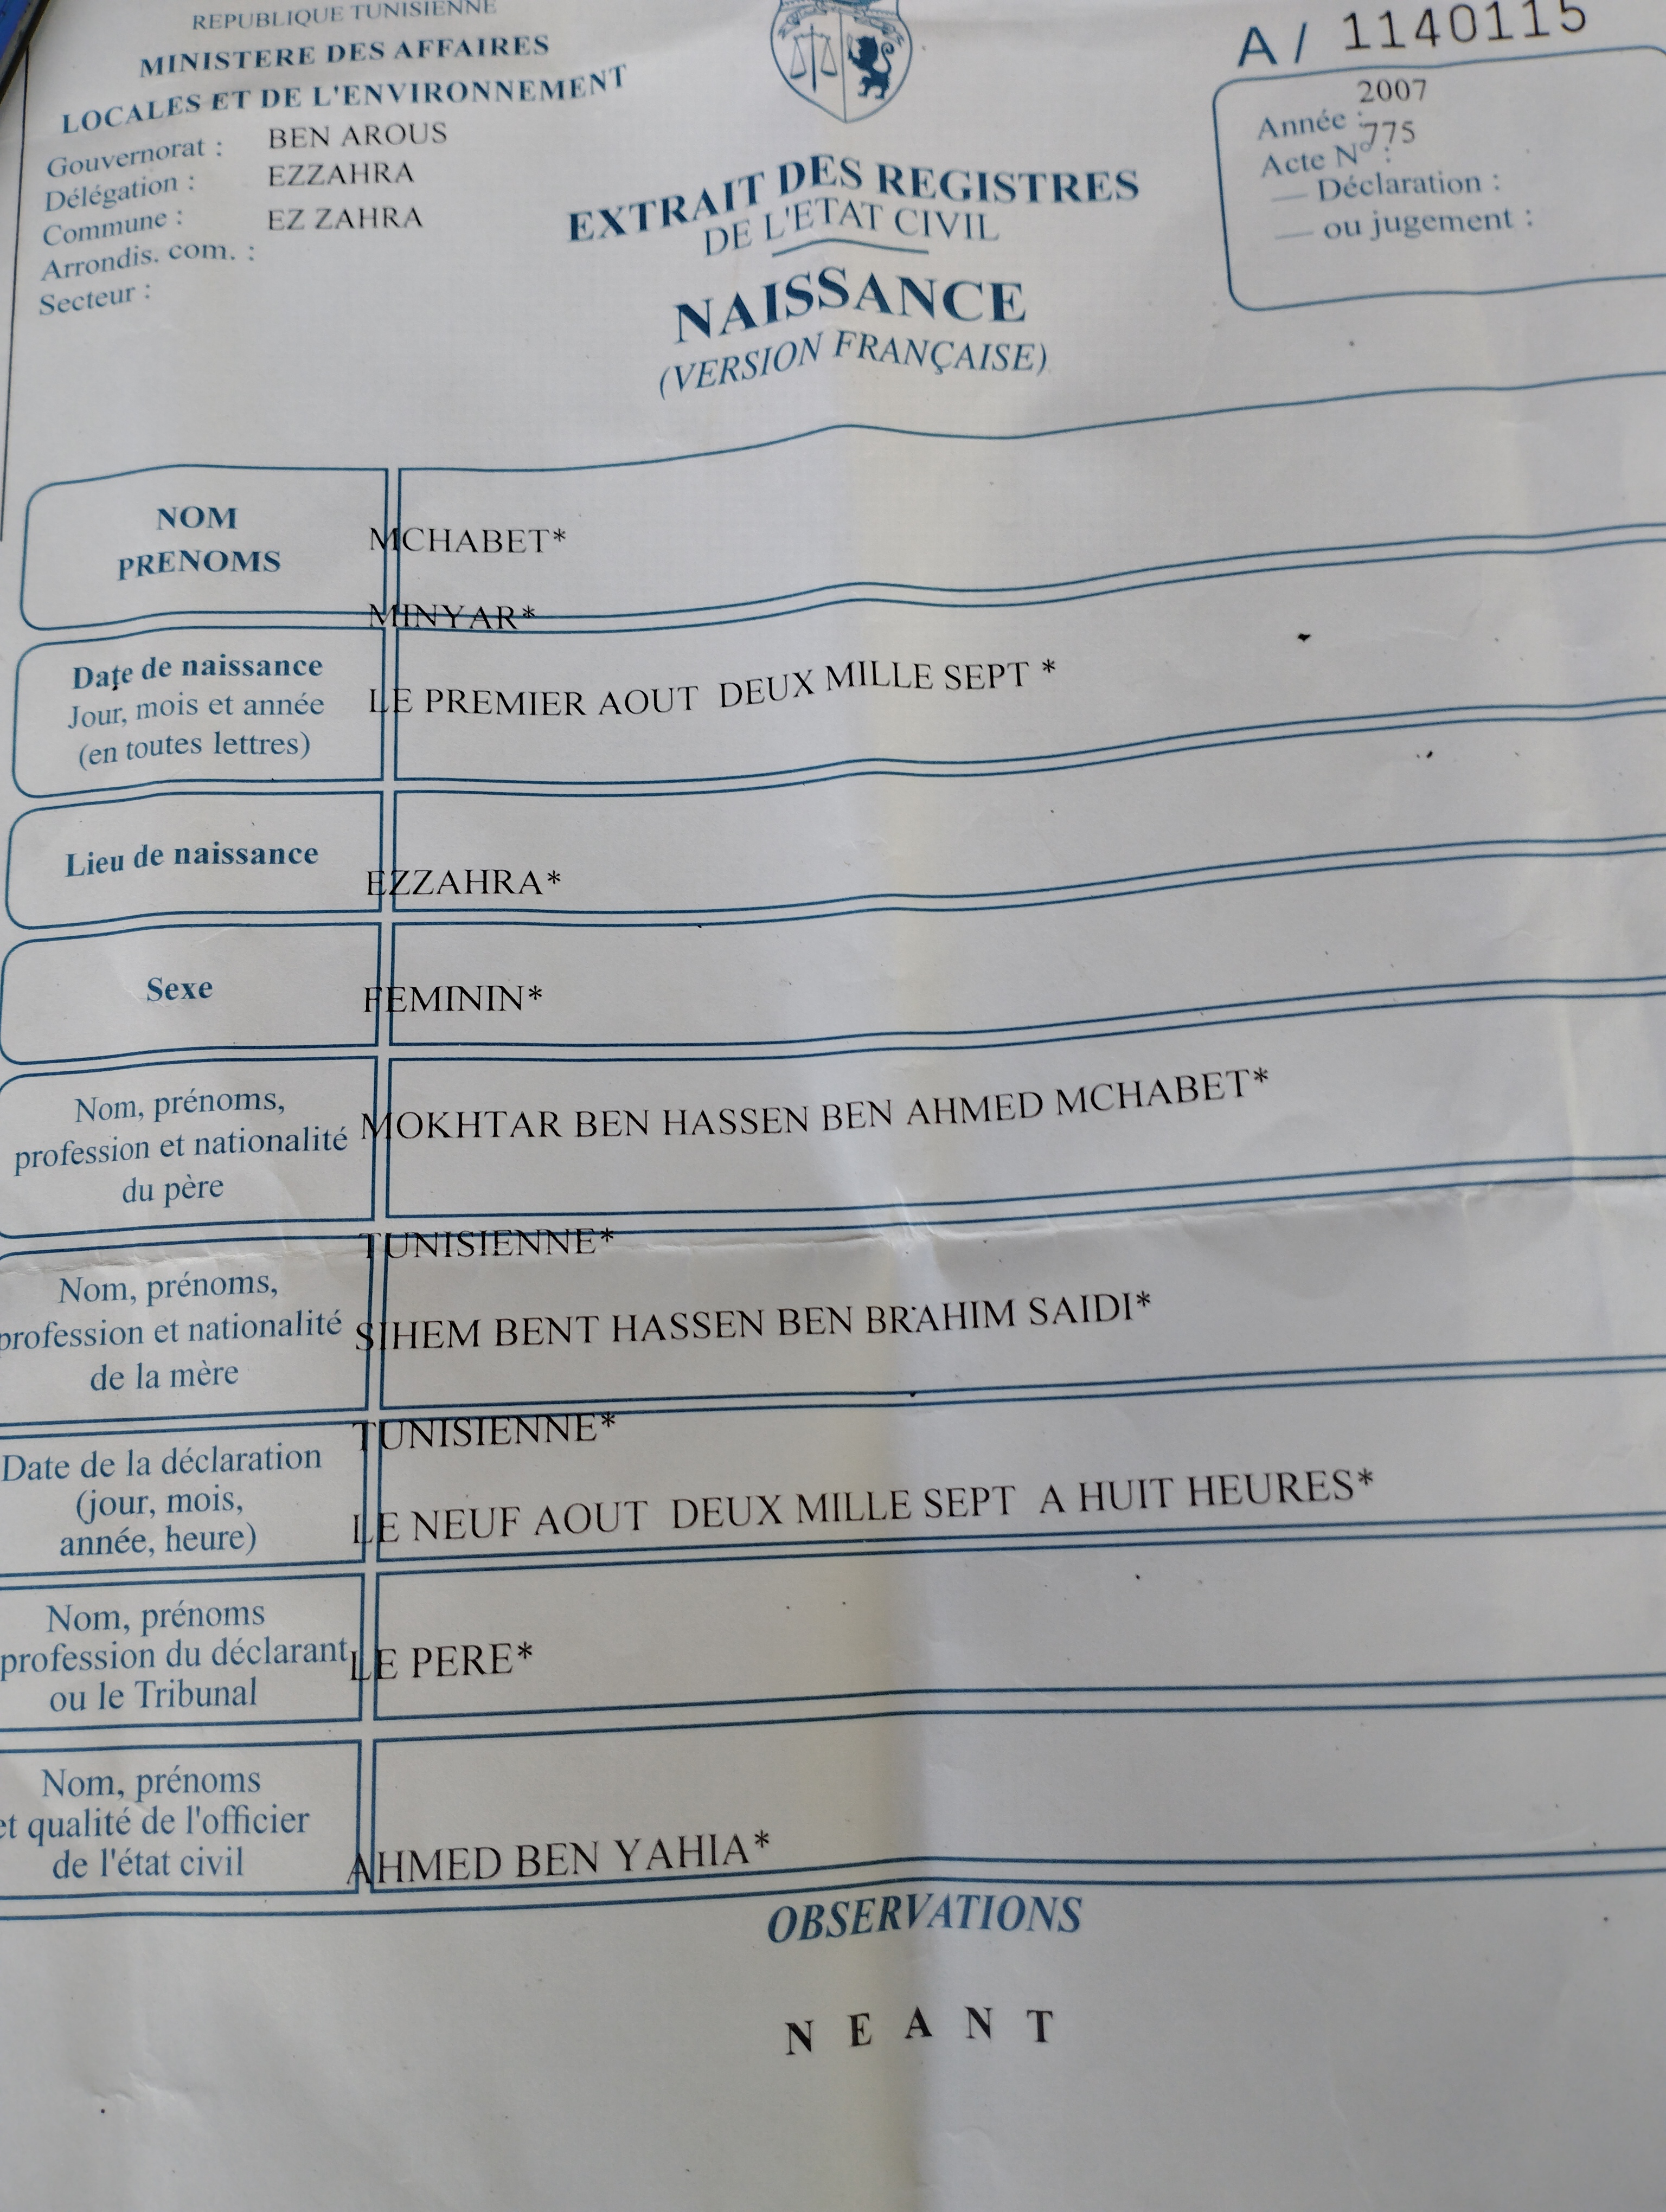 REPUBLIQUE TUNISIENNE
MINISTERE DES AFFAIRES
LOCALES ET DE L'ENVIRONNEMENT
Gouvernorat : BEN AROUS
Délégation : EZZAHRA
Commune : EZ ZAHRA
Arrondis. com. :
Secteur :
A / 1140115
2007
Année :
775
Acte N° :
— Déclaration :
— ou jugement :
EXTRAIT DES REGISTRES
DE L'ETAT CIVIL
NAISSANCE
(VERSION FRANÇAISE)
NOM
PRENOMS
MCHABET*
MINYAR*
Date de naissance
Jour, mois et année
(en toutes lettres)
LE PREMIER AOUT DEUX MILLE SEPT *
Lieu de naissance
EZZAHRA*
Sexe
FEMININ*
Nom, prénoms,
profession et nationalité
du père
MOKHTAR BEN HASSEN BEN AHMED MCHABET*
TUNISIENNE*
Nom, prénoms,
profession et nationalité
de la mère
SIHEM BENT HASSEN BEN BRAHIM SAIDI*
TUNISIENNE*
Date de la déclaration
(jour, mois,
année, heure)
LE NEUF AOUT DEUX MILLE SEPT A HUIT HEURES*
Nom, prénoms
profession du déclarant
ou le Tribunal
LE PERE*
Nom, prénoms
et qualité de l'officier
de l'état civil
AHMED BEN YAHIA*
OBSERVATIONS
N E A N T